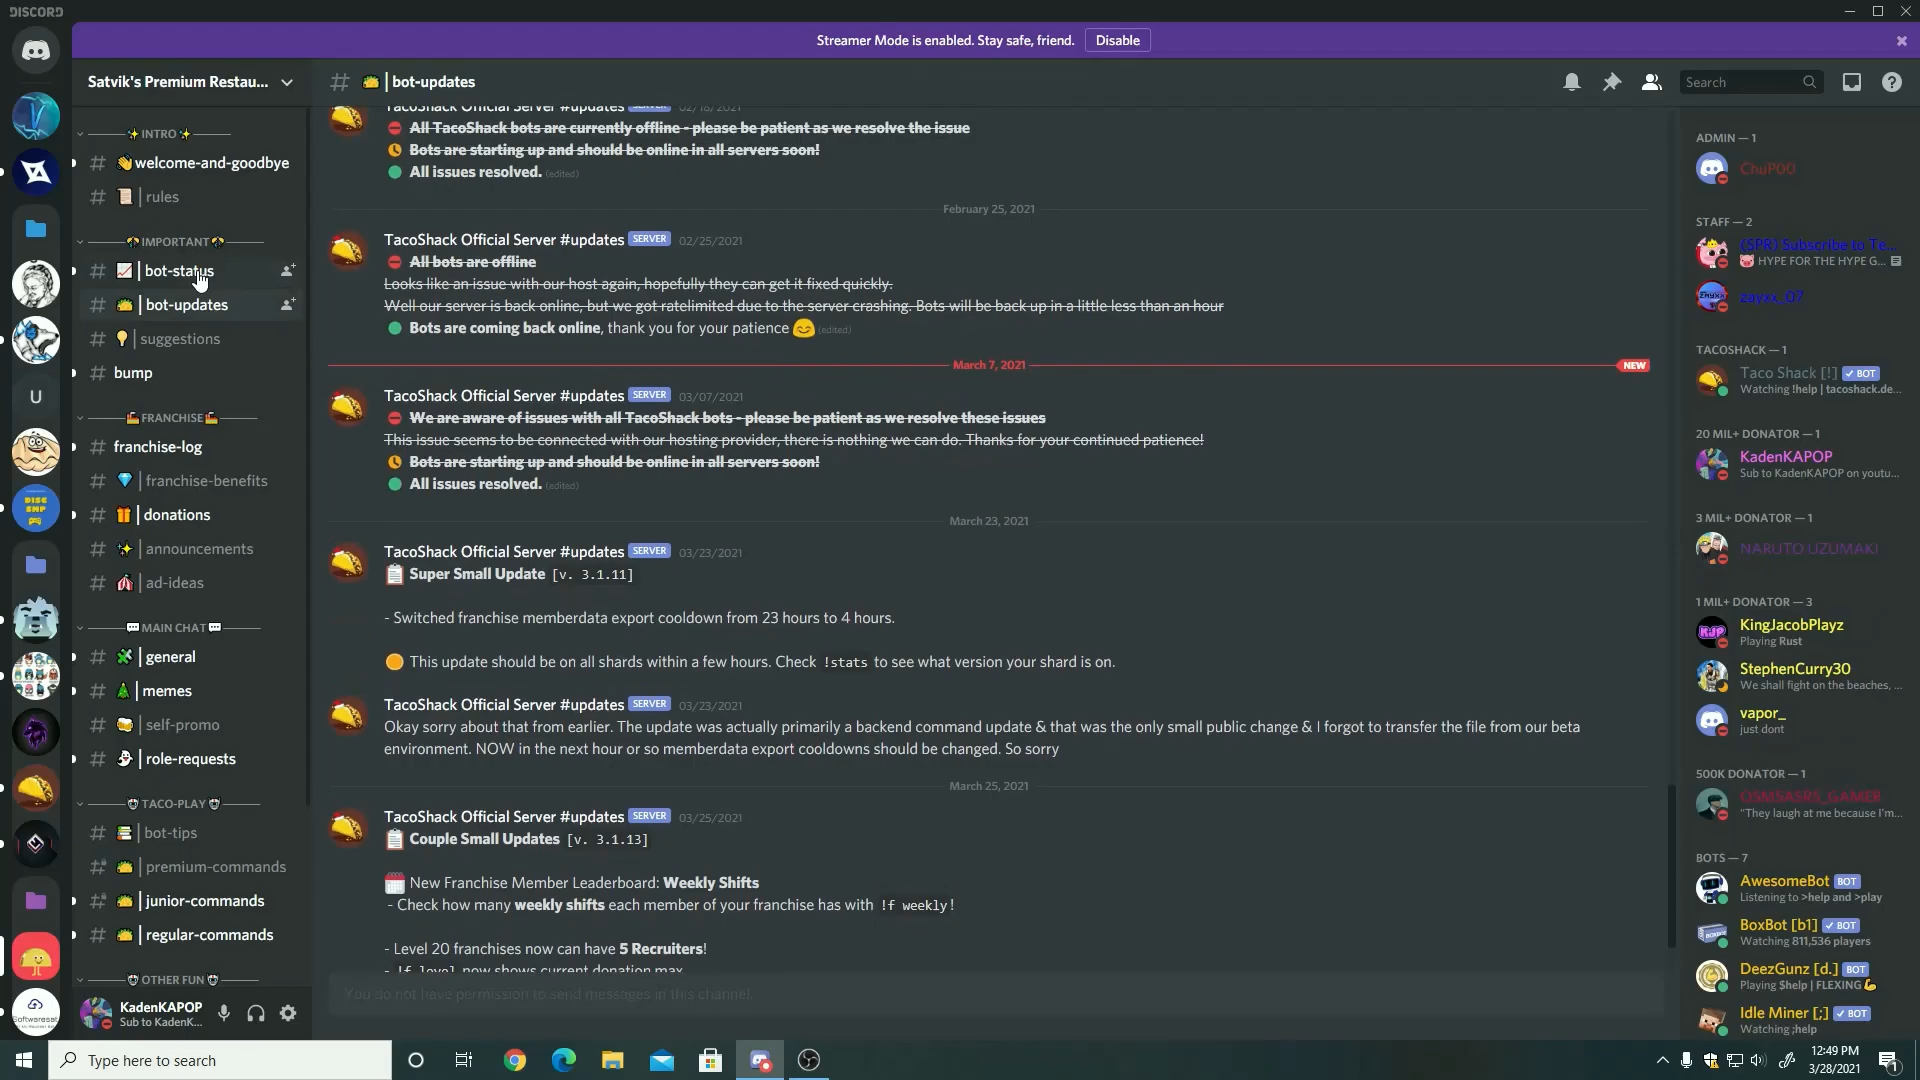 DISCORD
Streamer Mode is enabled. Stay safe, friend. Disable
Satvik's Premium Restau...
| bot-updates
Search
INTRO
welcome-and-goodbye
| rules
IMPORTANT
| bot-status
| bot-updates
| suggestions
bump
FRANCHISE
franchise-log
| franchise-benefits
| donations
| announcements
| ad-ideas
MAIN CHAT
| general
| memes
| self-promo
| role-requests
TACO-PLAY
| bot-tips
| premium-commands
| junior-commands
| regular-commands
OTHER FUN
KadenKAPOP
Sub to KadenK...
TacoShack Official Server #updates SERVER 02/18/2021
All TacoShack bots are currently offline - please be patient as we resolve the issue
Bots are starting up and should be online in all servers soon!
All issues resolved. (edited)
February 25, 2021
TacoShack Official Server #updates SERVER 02/25/2021
All bots are offline
Looks like an issue with our host again, hopefully they can get it fixed quickly.
Well our server is back online, but we got ratelimited due to the server crashing. Bots will be back up in a little less than an hour
Bots are coming back online, thank you for your patience 😊 (edited)
March 7, 2021 NEW
TacoShack Official Server #updates SERVER 03/07/2021
We are aware of issues with all TacoShack bots - please be patient as we resolve these issues
This issue seems to be connected with our hosting provider, there is nothing we can do. Thanks for your continued patience!
Bots are starting up and should be online in all servers soon!
All issues resolved. (edited)
March 23, 2021
TacoShack Official Server #updates SERVER 03/23/2021
Super Small Update [v. 3.1.11]
- Switched franchise memberdata export cooldown from 23 hours to 4 hours.
This update should be on all shards within a few hours. Check !stats to see what version your shard is on.
TacoShack Official Server #updates SERVER 03/23/2021
Okay sorry about that from earlier. The update was actually primarily a backend command update & that was the only small public change & I forgot to transfer the file from our beta
environment. NOW in the next hour or so memberdata export cooldowns should be changed. So sorry
March 25, 2021
TacoShack Official Server #updates SERVER 03/25/2021
Couple Small Updates [v. 3.1.13]
New Franchise Member Leaderboard: Weekly Shifts
- Check how many weekly shifts each member of your franchise has with !f weekly!
- Level 20 franchises now can have 5 Recruiters!
- !f level now shows current donation max
You do not have permission to send messages in this channel.
ADMIN — 1
ChuP00
STAFF — 2
(SPR) Subscribe to Te...
HYPE FOR THE HYPE G...
zayxx_07
TACOSHACK — 1
Taco Shack [!] ✓ BOT
Watching !help | tacoshack.de...
20 MIL+ DONATOR — 1
KadenKAPOP
Sub to KadenKAPOP on youtu...
3 MIL+ DONATOR — 1
NARUTO UZUMAKI
1 MIL+ DONATOR — 3
KingJacobPlayz
Playing Rust
StephenCurry30
We shall fight on the beaches, ...
vapor_
just dont
500K DONATOR — 1
OSMSASRS_GAMER
"They laugh at me because I'm...
BOTS — 7
AwesomeBot BOT
Listening to >help and >play
BoxBot [b1] ✓ BOT
Watching 811,536 players
DeezGunz [d.] BOT
Playing $help | FLEXING 💪
Idle Miner [;] ✓ BOT
Watching ;help
U
DISC
SMP
KJP
Type here to search
12:49 PM
3/28/2021
1